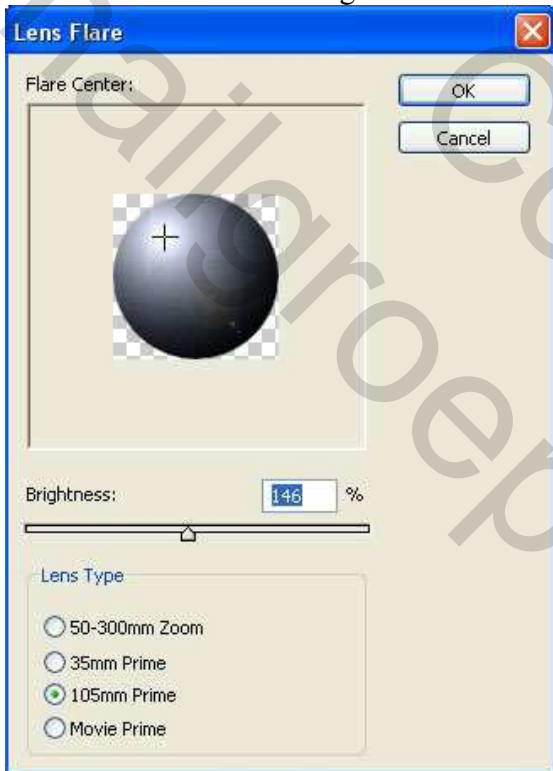 Lens Flare
Flare Center:
OK
Cancel
Brightness:
146 %
Lens Type
50-300mm Zoom
35mm Prime
105mm Prime
Movie Prime